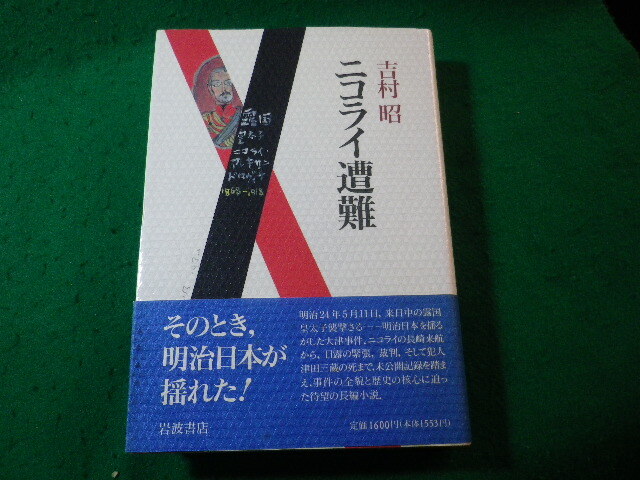 吉村 昭
ニコライ遭難
露国
皇太子
ニコライ・
アレキサン
ドロヴィチ
1868-1918
そのとき,
明治日本が
揺れた!
岩波書店
明治24年5月11日, 来日中の露国
皇太子襲撃さる――明治日本を揺る
がした大津事件. ニコライの長崎来航
から, 日露の緊張, 裁判, そして犯人
津田三蔵の死まで, 未公開記録を踏ま
え, 事件の全貌と歴史の核心に迫っ
た待望の長編小説.
定価1600円(本体1553円)